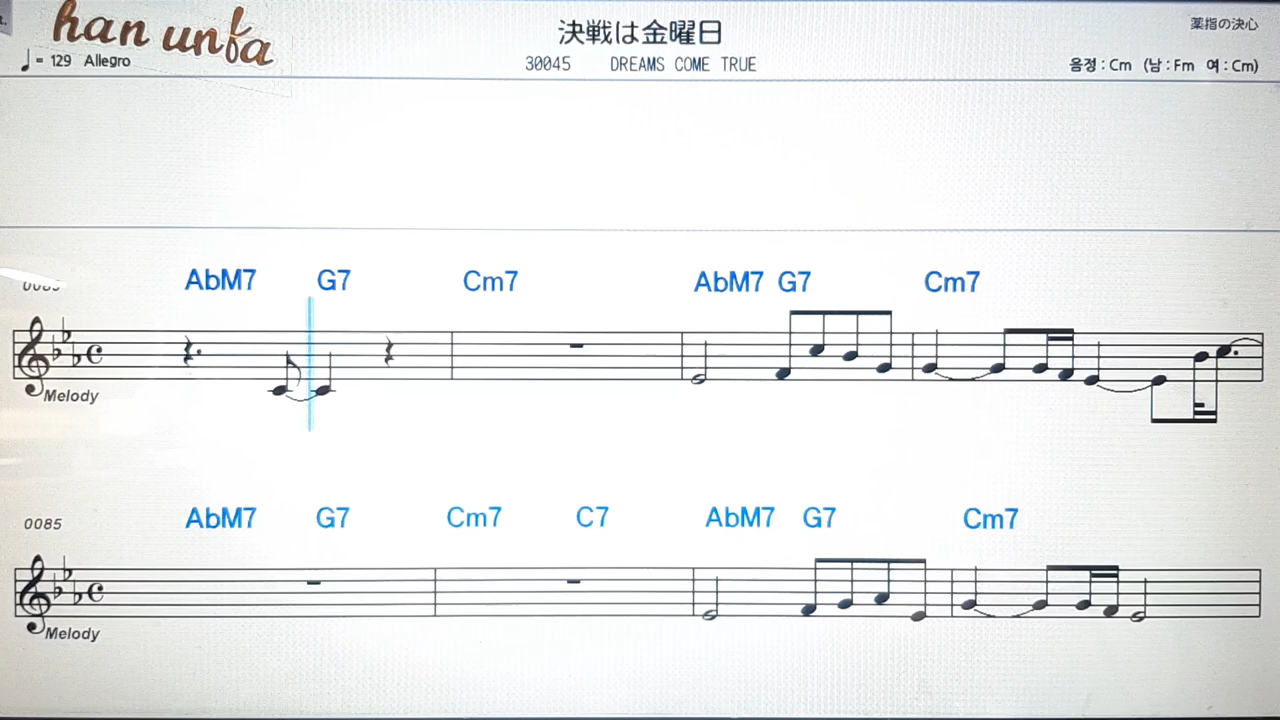 han unfa
決戦は金曜日
薬指の決心
♩= 129 Allegro
30045 DREAMS COME TRUE
음정 : Cm (남 : Fm 여 : Cm)
AbM7 G7 Cm7 AbM7 G7 Cm7
Melody
0085 AbM7 G7 Cm7 C7 AbM7 G7 Cm7
Melody